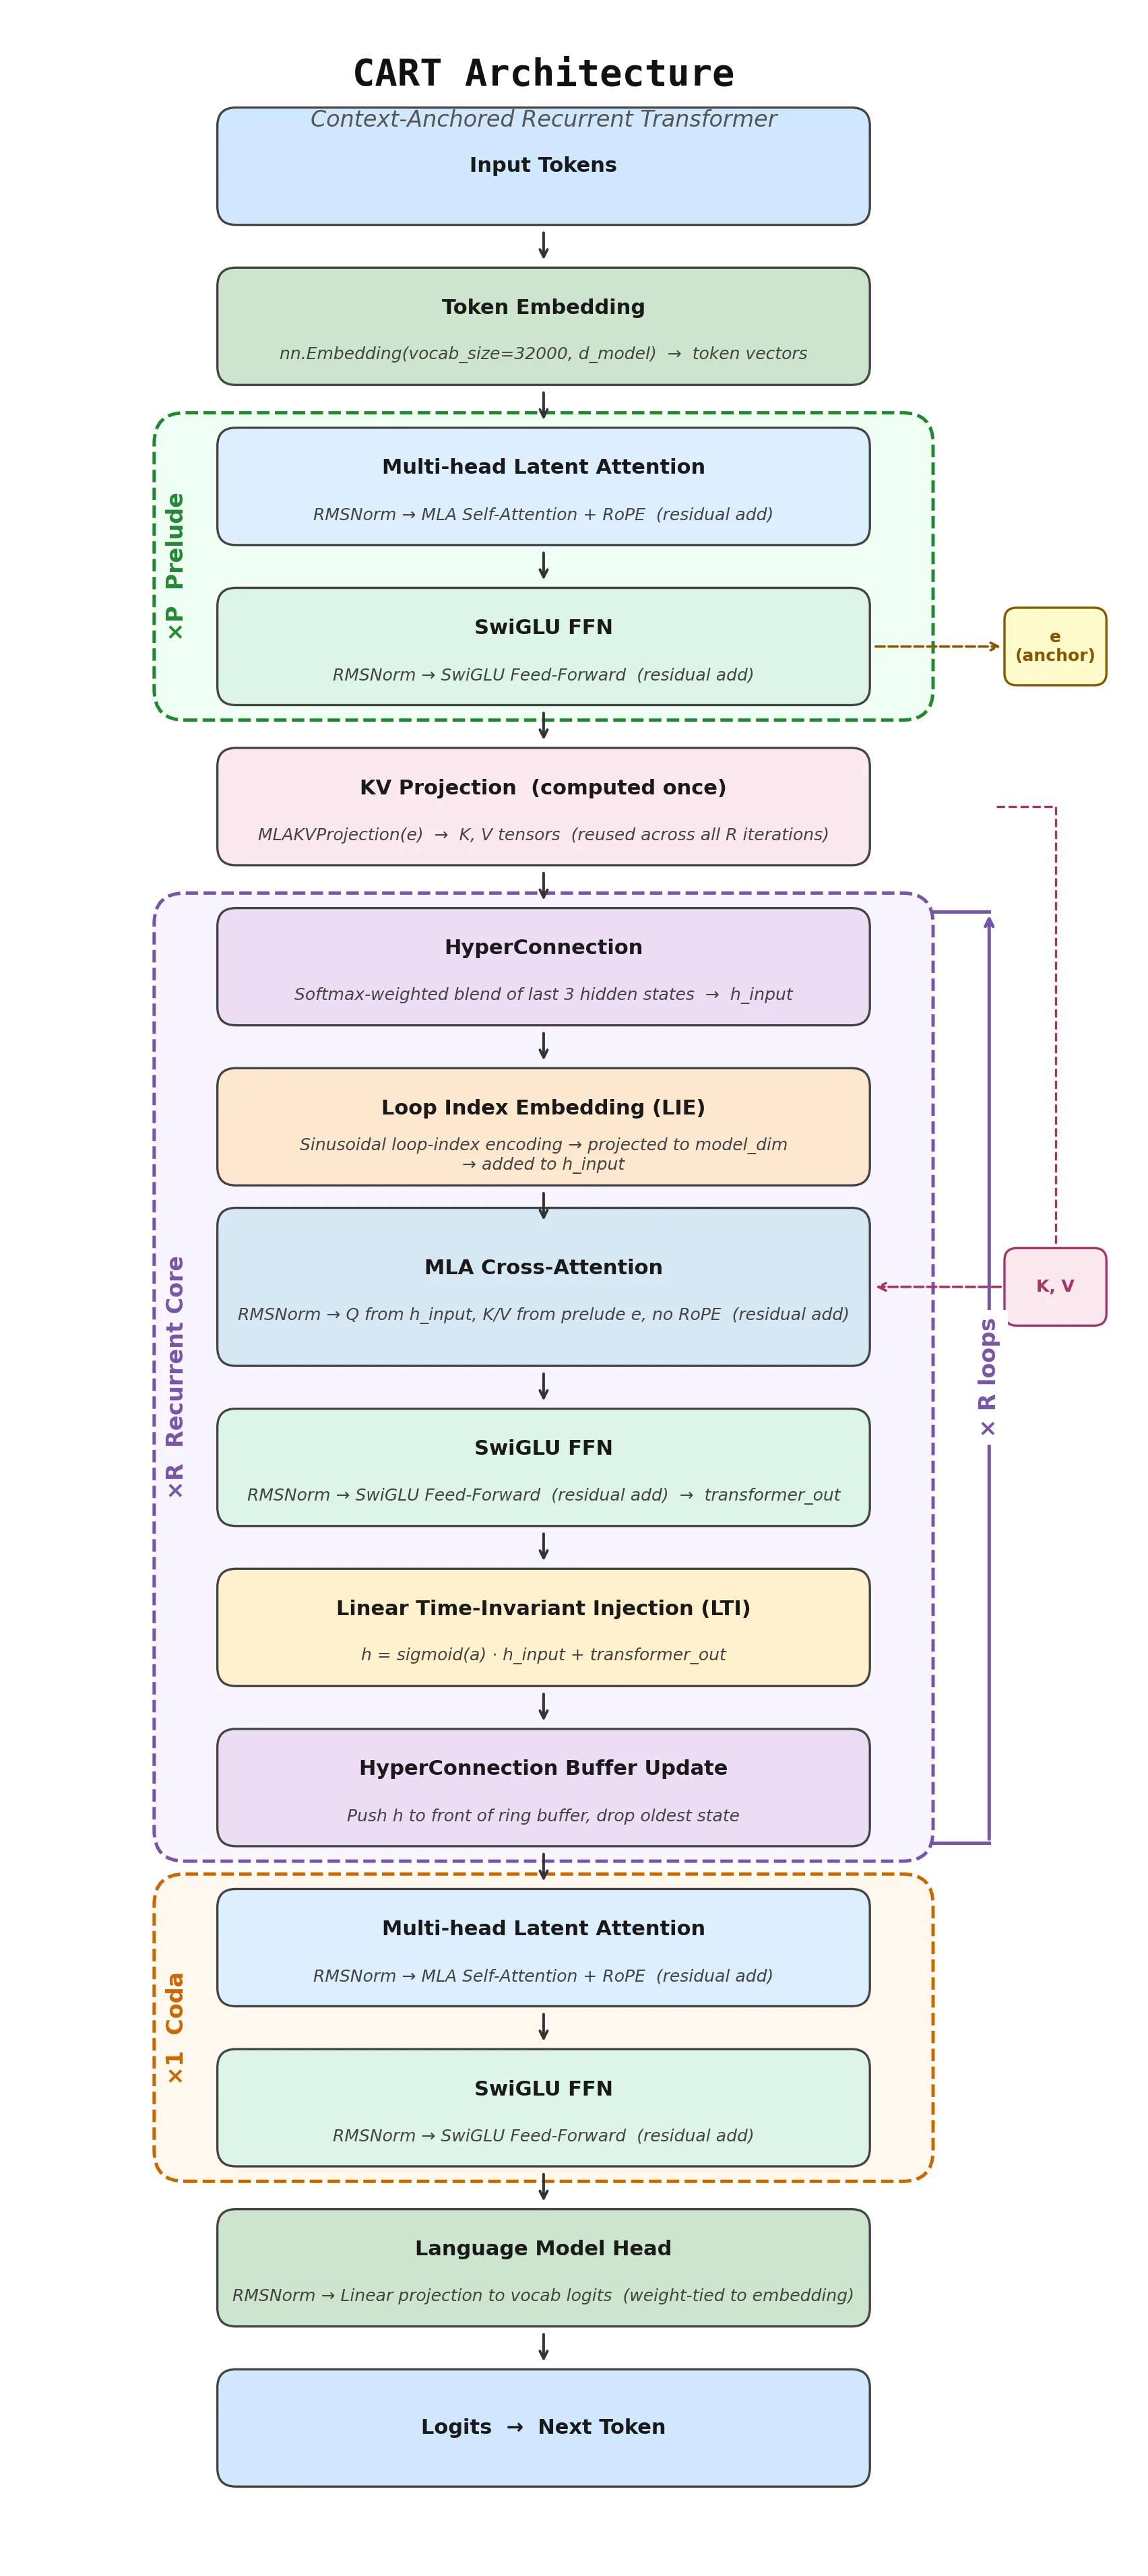 CART Architecture
Context-Anchored Recurrent Transformer
Input Tokens
Token Embedding
nn.Embedding(vocab_size=32000, d_model) → token vectors
×P Prelude
Multi-head Latent Attention
RMSNorm → MLA Self-Attention + RoPE (residual add)
SwiGLU FFN
RMSNorm → SwiGLU Feed-Forward (residual add)
e
(anchor)
KV Projection (computed once)
MLAKVProjection(e) → K, V tensors (reused across all R iterations)
×R Recurrent Core
HyperConnection
Softmax-weighted blend of last 3 hidden states → h_input
Loop Index Embedding (LIE)
Sinusoidal loop-index encoding → projected to model_dim
→ added to h_input
MLA Cross-Attention
RMSNorm → Q from h_input, K/V from prelude e, no RoPE (residual add)
K, V
× R loops
SwiGLU FFN
RMSNorm → SwiGLU Feed-Forward (residual add) → transformer_out
Linear Time-Invariant Injection (LTI)
h = sigmoid(a) · h_input + transformer_out
HyperConnection Buffer Update
Push h to front of ring buffer, drop oldest state
×1 Coda
Multi-head Latent Attention
RMSNorm → MLA Self-Attention + RoPE (residual add)
SwiGLU FFN
RMSNorm → SwiGLU Feed-Forward (residual add)
Language Model Head
RMSNorm → Linear projection to vocab logits (weight-tied to embedding)
Logits → Next Token